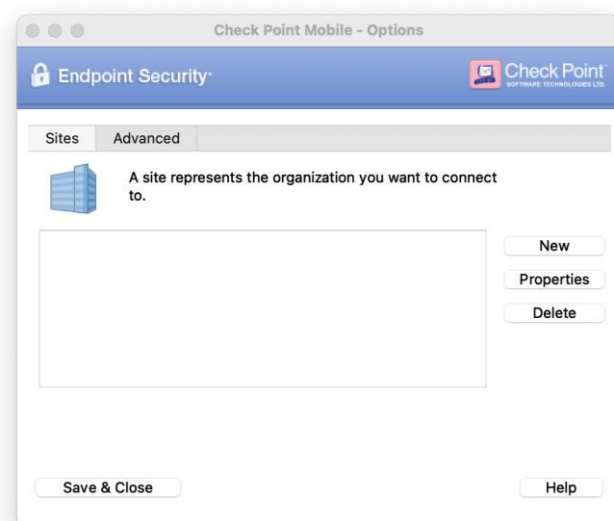 Check Point Mobile - Options
Endpoint Security
Check Point
SOFTWARE TECHNOLOGIES LTD.
Sites
Advanced
A site represents the organization you want to connect
to.
New
Properties
Delete
Save & Close
Help